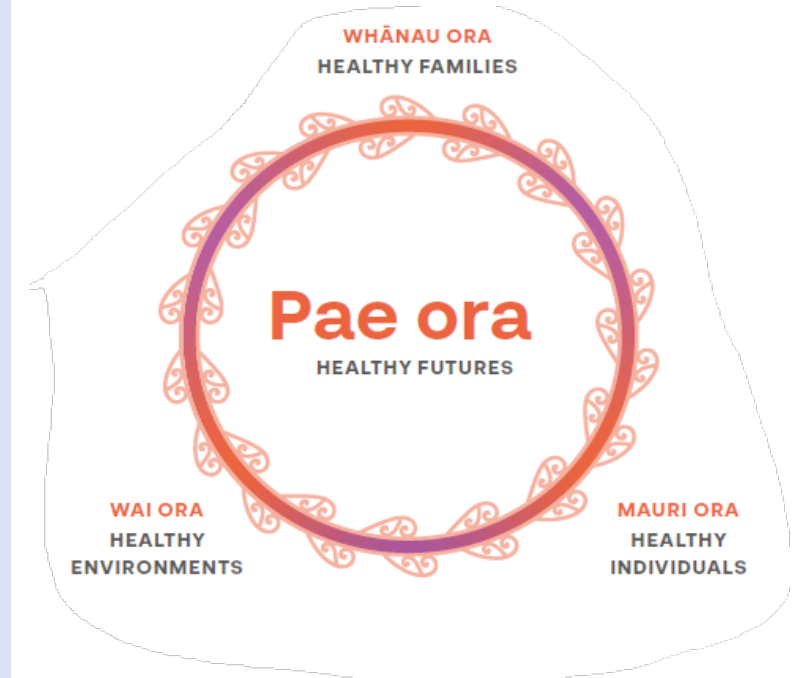 WHĀNAU ORA
HEALTHY FAMILIES
Pae ora
HEALTHY FUTURES
WAI ORA
HEALTHY
ENVIRONMENTS
MAURI ORA
HEALTHY
INDIVIDUALS